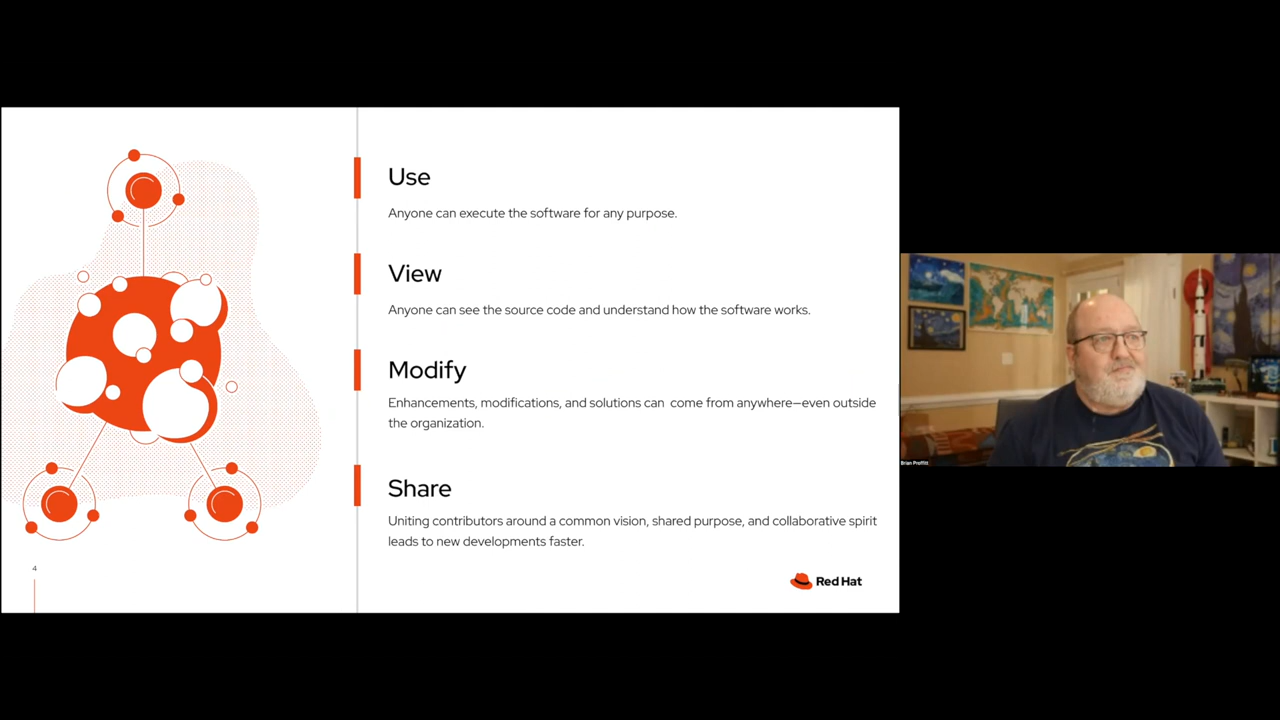 Use
Anyone can execute the software for any purpose.
View
Anyone can see the source code and understand how the software works.
Modify
Enhancements, modifications, and solutions can  come from anywhere—even outside
the organization.
Share
Uniting contributors around a common vision, shared purpose, and collaborative spirit
leads to new developments faster.
4
Red Hat
Brian Proffitt